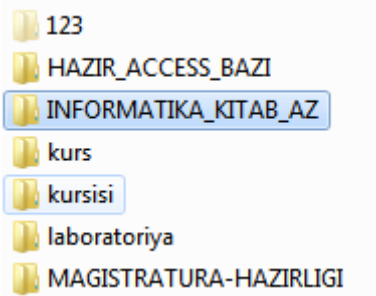 123
HAZIR_ACCESS_BAZI
INFORMATIKA_KITAB_AZ
kurs
kursisi
laboratoriya
MAGISTRATURA-HAZIRLIGI